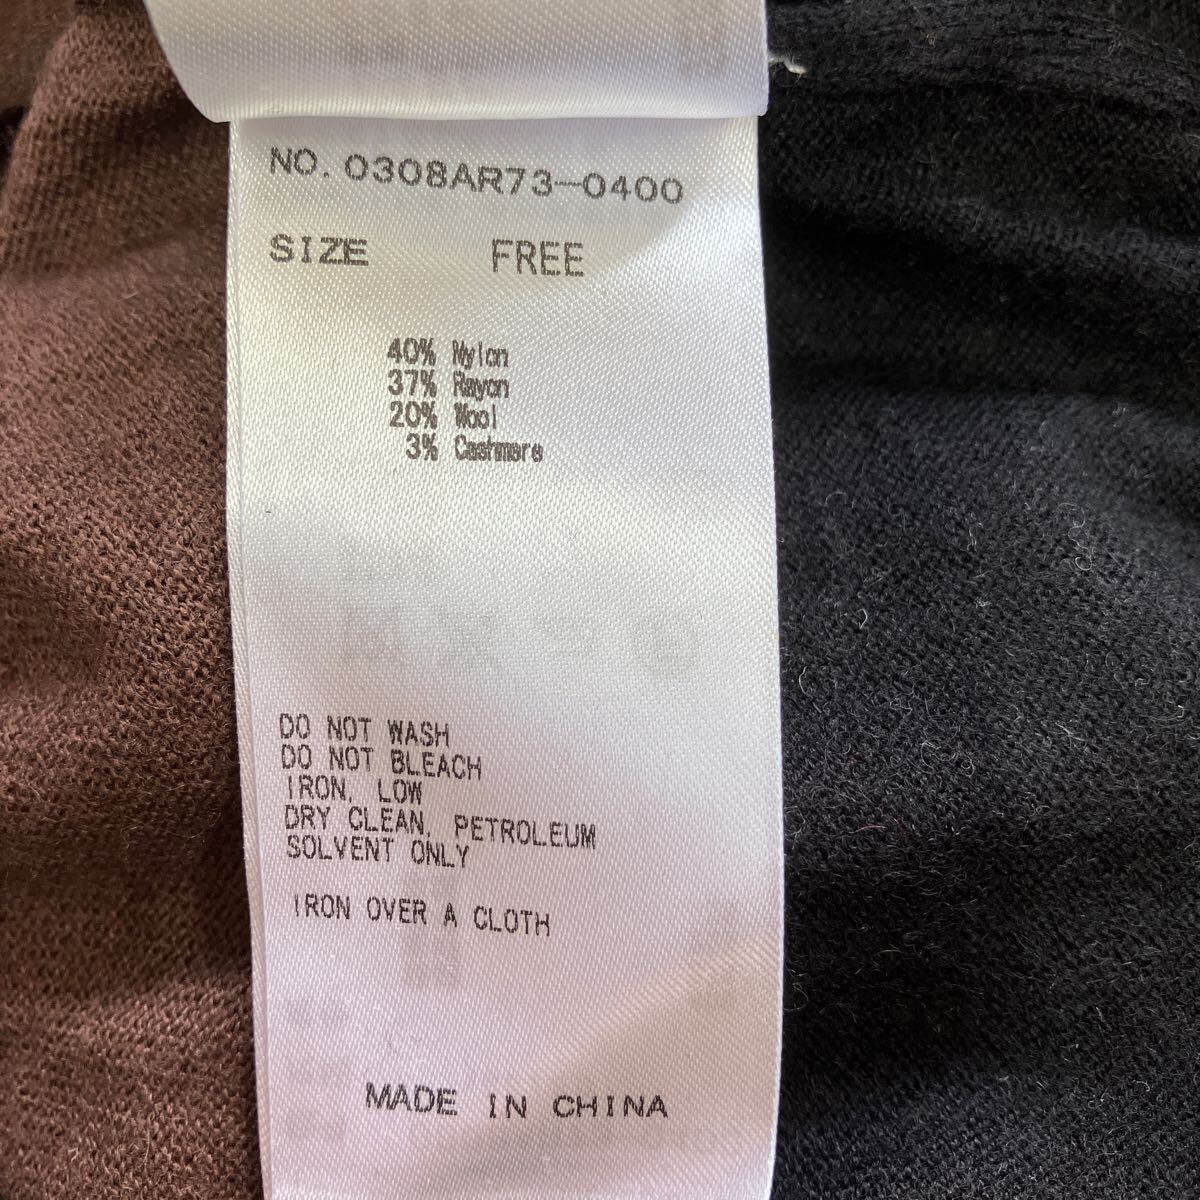 NO. 0308AR73-0400
SIZE FREE
40% Nylon
37% Rayon
20% Wool
3% Cashmere
DO NOT WASH
DO NOT BLEACH
IRON, LOW
DRY CLEAN, PETROLEUM
SOLVENT ONLY
IRON OVER A CLOTH
MADE IN CHINA